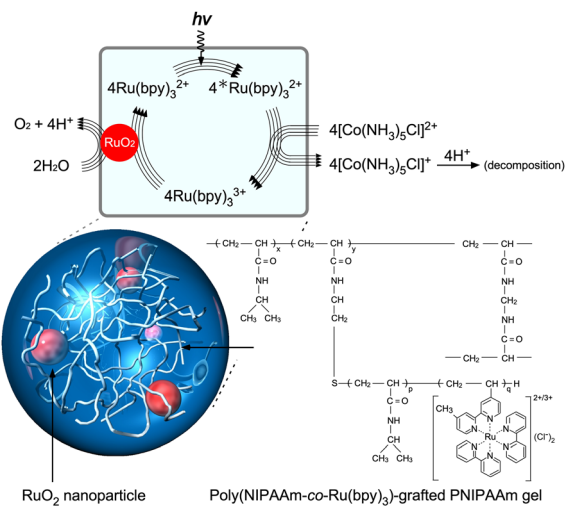 hν
4Ru(bpy)₃²⁺
4*Ru(bpy)₃²⁺
O₂ + 4H⁺
RuO₂
2H₂O
4[Co(NH₃)₅Cl]²⁺
4[Co(NH₃)₅Cl]⁺
4H⁺
(decomposition)
4Ru(bpy)₃³⁺
CH₂ CH x CH₂ CH y CH₂ CH
C=O C=O C=O
NH NH NH
CH CH₂ CH₂
CH₃ CH₃ CH₂ NH
C=O
CH₂ CH
S CH₂ CH p CH₂ CH q H
C=O
NH
CH
CH₃ CH₃
CH₃
N N
N Ru N
N N
2+/3+
(Cl⁻)₂
RuO₂ nanoparticle
Poly(NIPAAm-co-Ru(bpy)₃)-grafted PNIPAAm gel